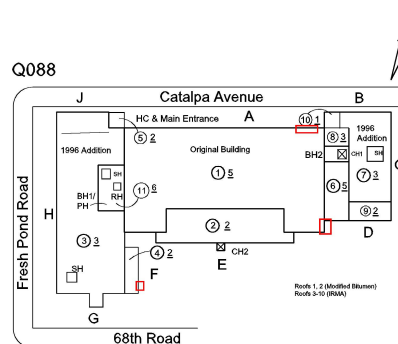 Q088
J
Catalpa Avenue
B
HC & Main Entrance
A
10 1
5 2
1996 Addition
Original Building
8 3
1996
Addition
BH2
CH1
SH
SH
1 5
BH1/
PH
RH
11 6
6 5
7 3
H
Fresh Pond Road
2 2
9 2
D
3 3
4 2
CH2
F
E
SH
Roofs 1, 2 (Modified Bitumen)
Roofs 3-10 (IRMA)
G
68th Road